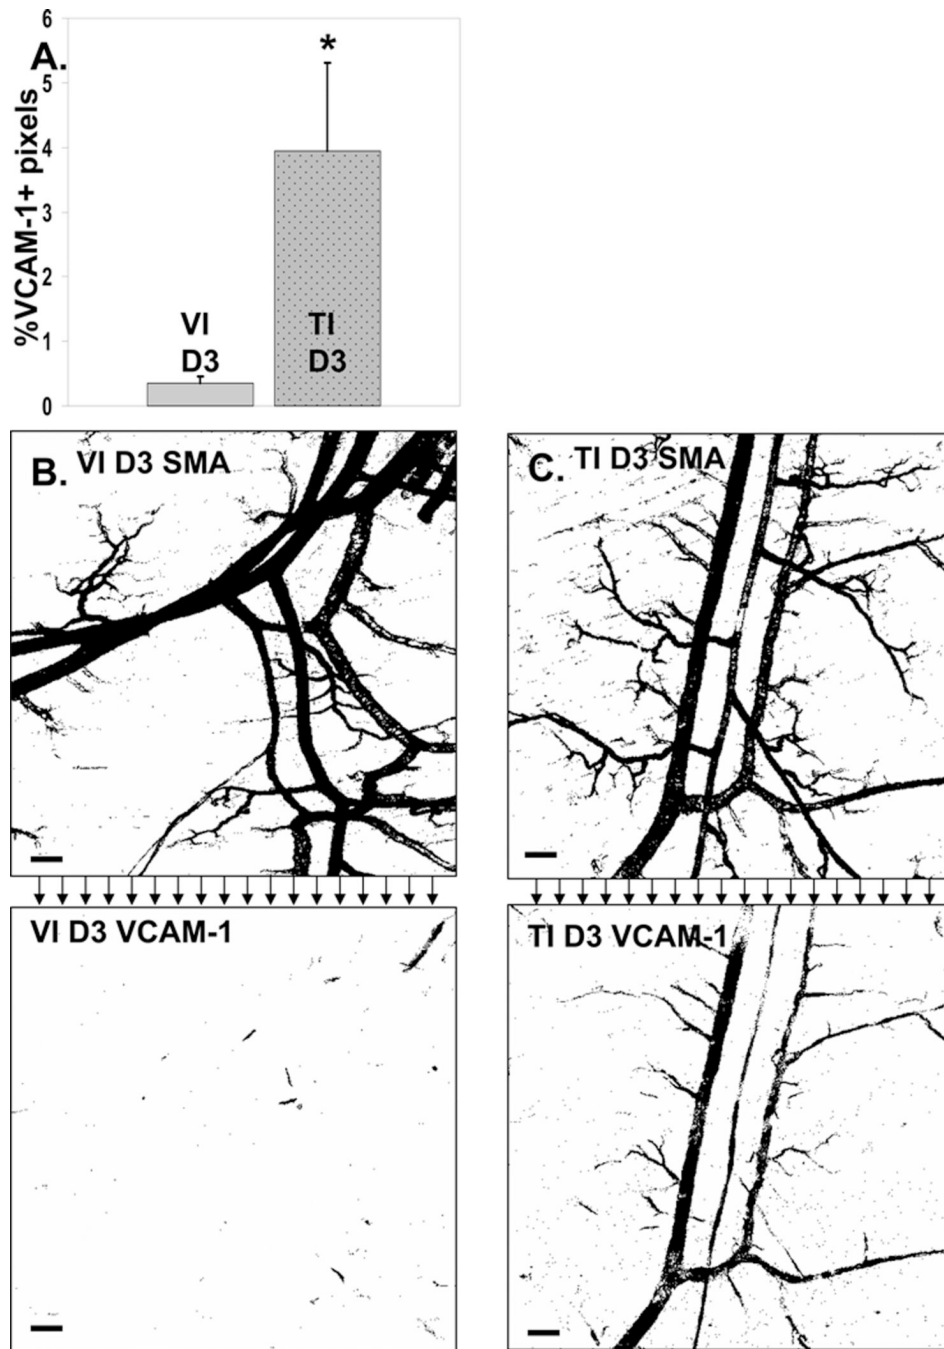 A.
%VCAM-1+ pixels
6
5
4
3
2
1
0
*
VI
D3
TI
D3
B.
VI D3 SMA
C.
TI D3 SMA
VI D3 VCAM-1
TI D3 VCAM-1